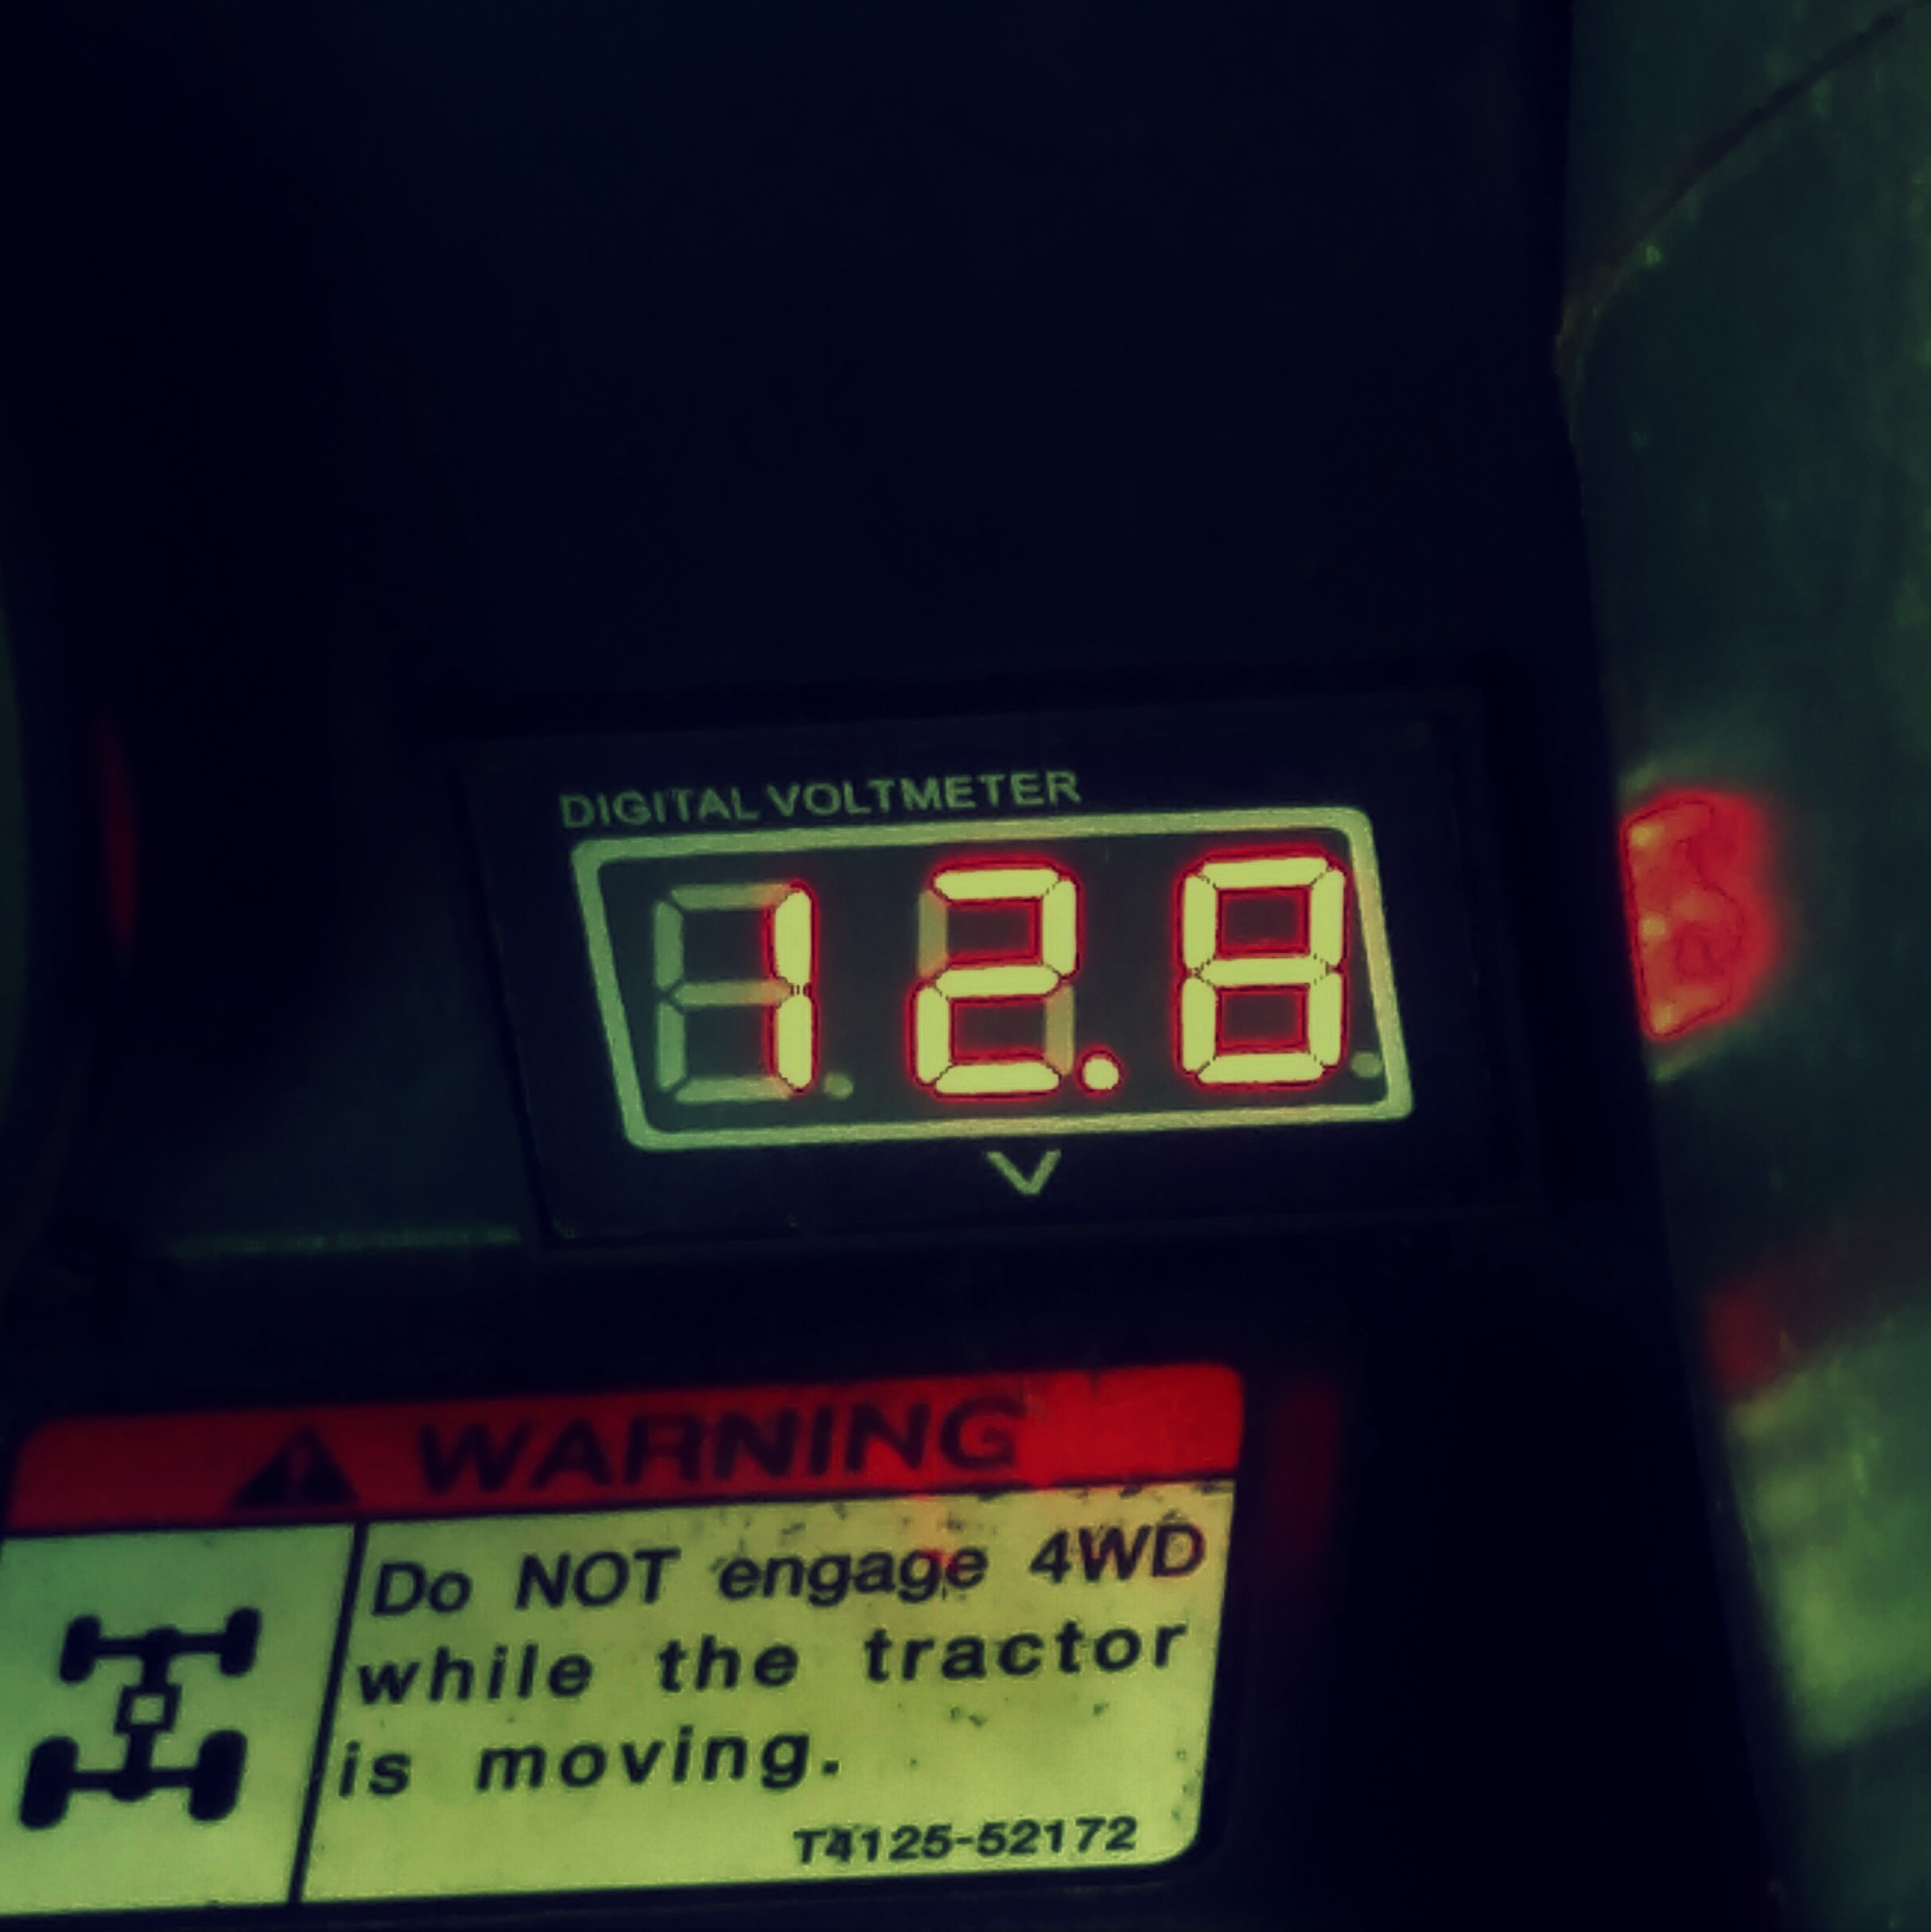 DIGITAL VOLTMETER
12.8
V
WARNING
Do NOT engage 4WD
while the tractor
is moving.
T4125-52172